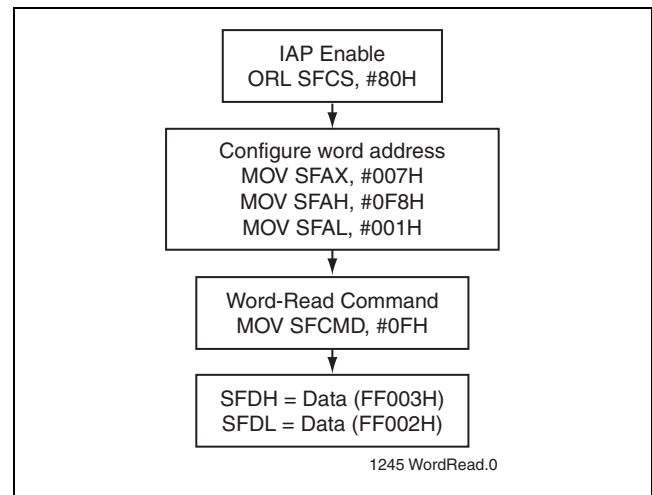 IAP Enable
ORL SFCS, #80H
Configure word address
MOV SFAX, #007H
MOV SFAH, #0F8H
MOV SFAL, #001H
Word-Read Command
MOV SFCMD, #0FH
SFDH = Data (FF003H)
SFDL = Data (FF002H)
1245 WordRead.0